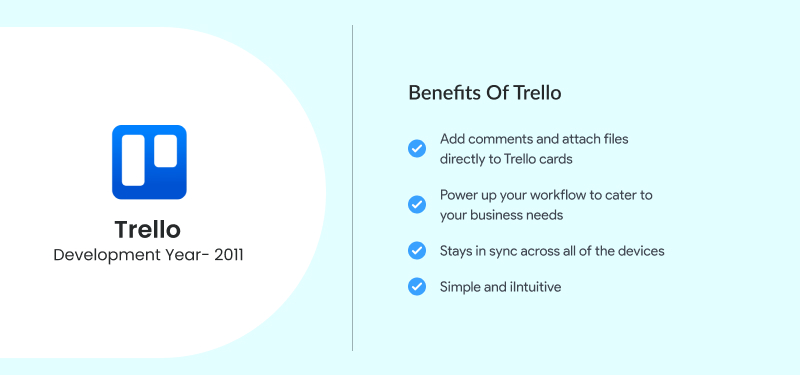 Trello
Development Year- 2011
Benefits Of Trello
Add comments and attach files
directly to Trello cards
Power up your workflow to cater to
your business needs
Stays in sync across all of the devices
Simple and iIntuitive